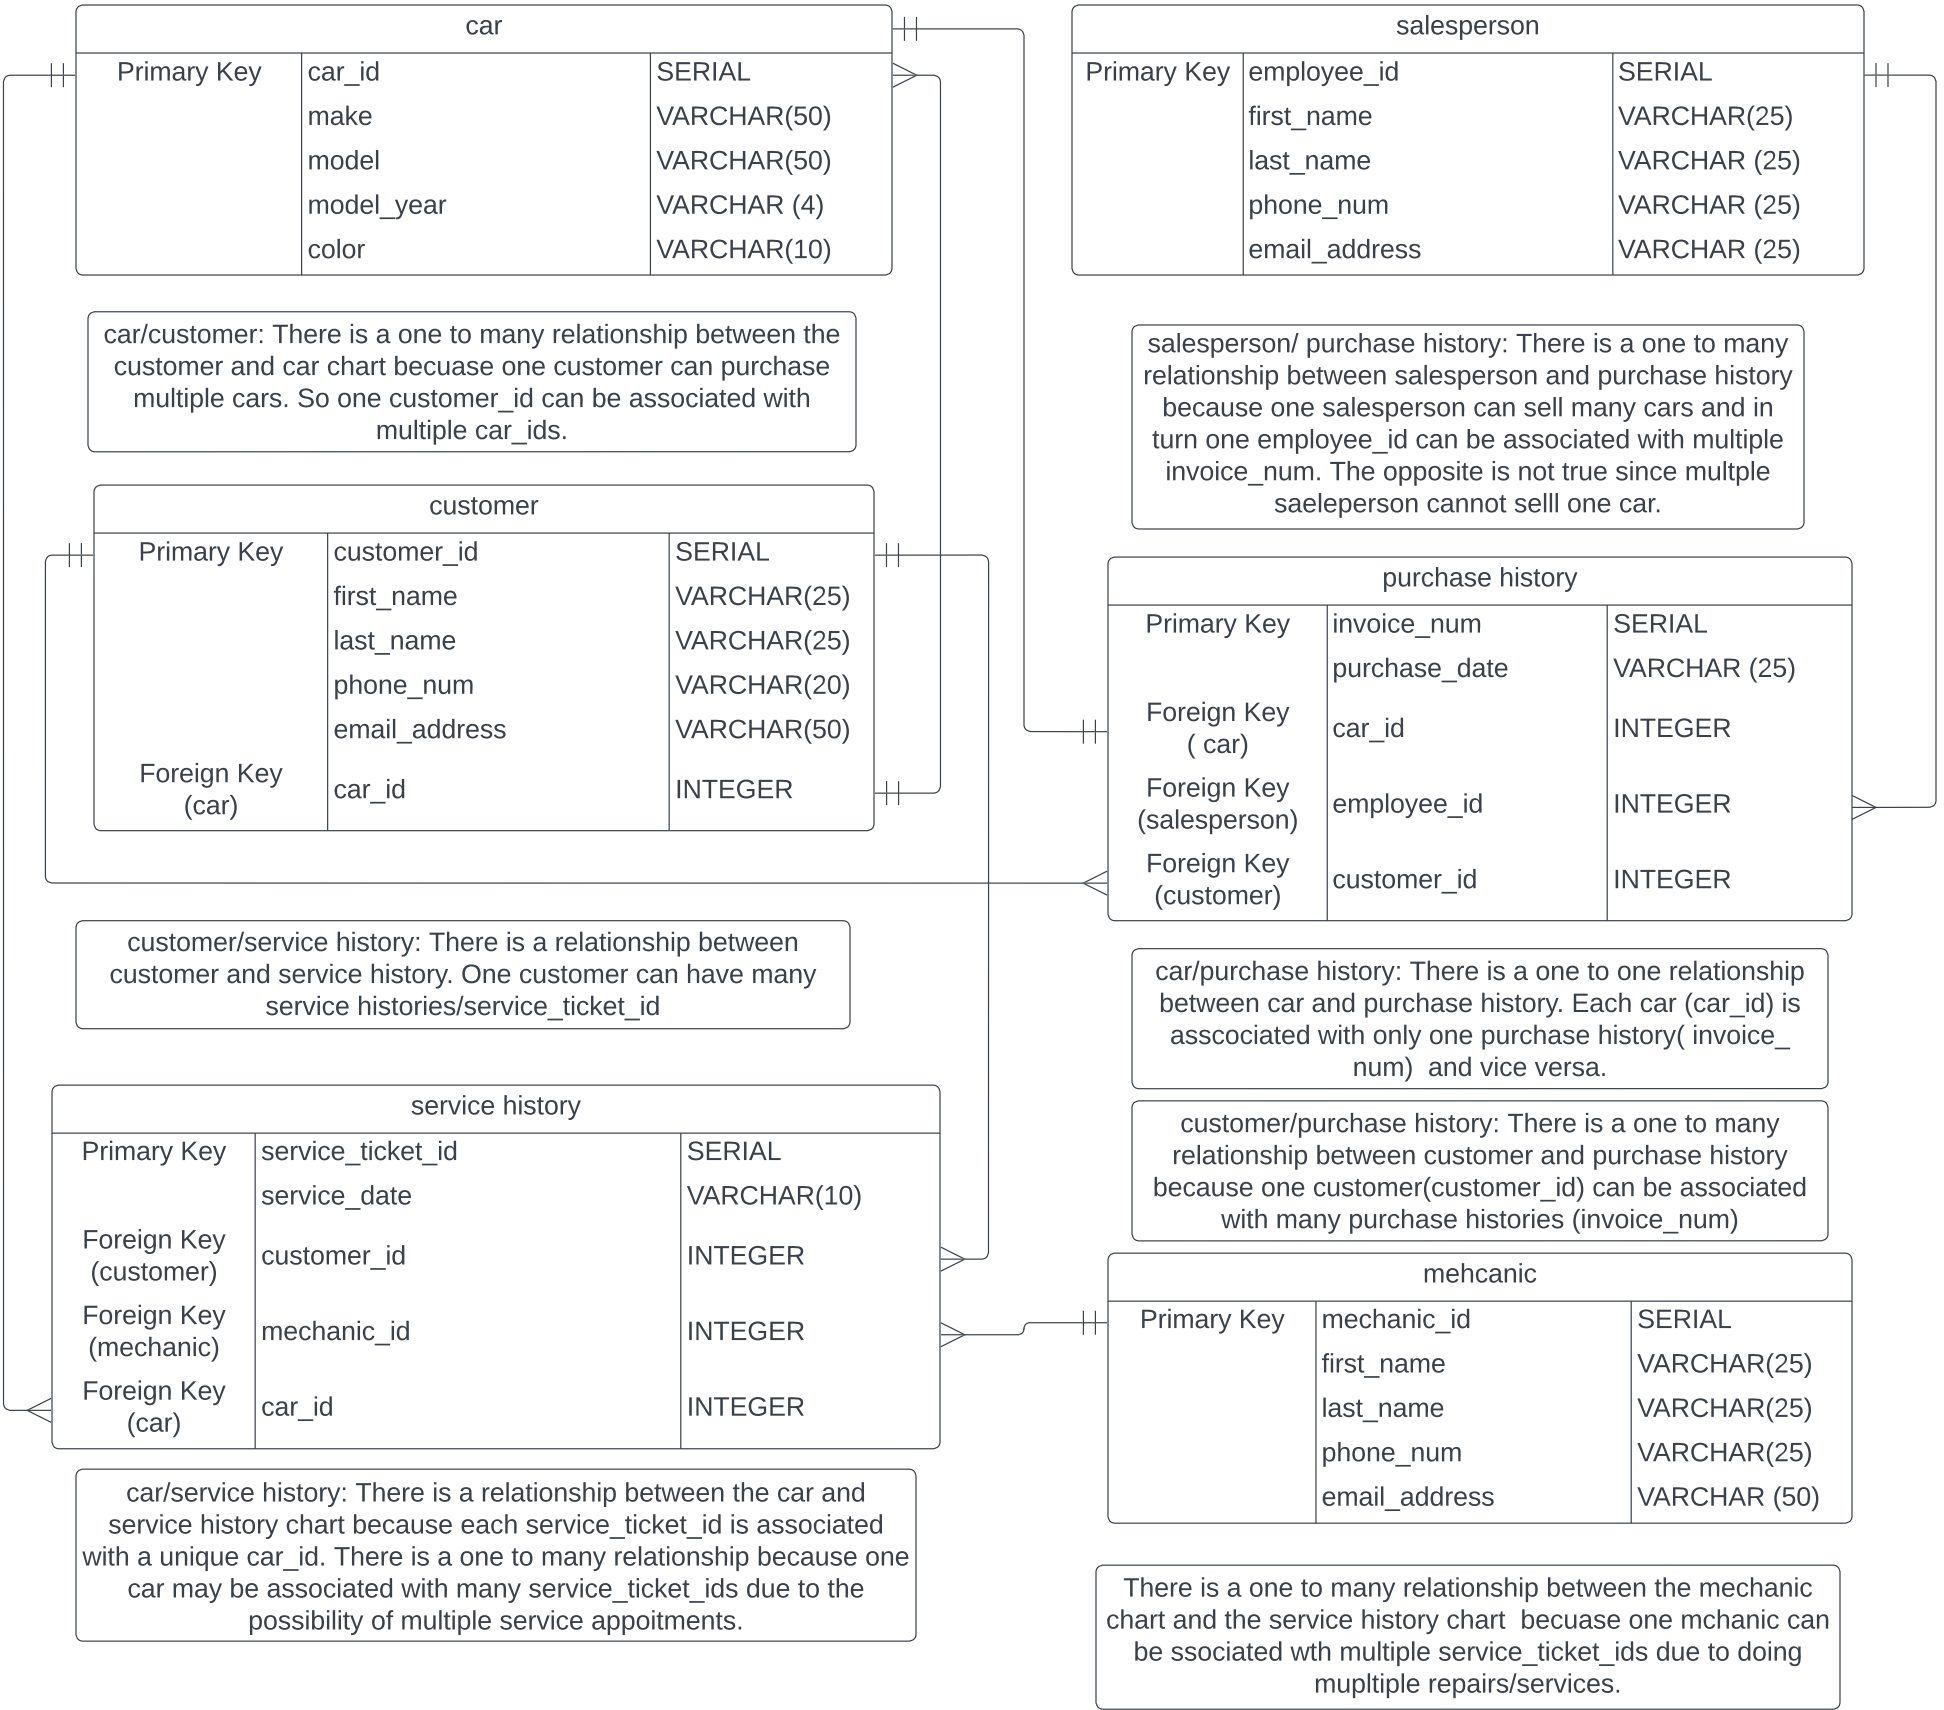 car
Primary Key car_id SERIAL
make VARCHAR(50)
model VARCHAR(50)
model_year VARCHAR (4)
color VARCHAR(10)
car/customer: There is a one to many relationship between the
customer and car chart becuase one customer can purchase
multiple cars. So one customer_id can be associated with
multiple car_ids.
customer
Primary Key customer_id SERIAL
first_name VARCHAR(25)
last_name VARCHAR(25)
phone_num VARCHAR(20)
email_address VARCHAR(50)
Foreign Key
(car) car_id INTEGER
customer/service history: There is a relationship between
customer and service history. One customer can have many
service histories/service_ticket_id
service history
Primary Key service_ticket_id SERIAL
service_date VARCHAR(10)
Foreign Key
(customer) customer_id INTEGER
Foreign Key
(mechanic) mechanic_id INTEGER
Foreign Key
(car) car_id INTEGER
car/service history: There is a relationship between the car and
service history chart because each service_ticket_id is associated
with a unique car_id. There is a one to many relationship because one
car may be associated with many service_ticket_ids due to the
possibility of multiple service appoitments.
salesperson
Primary Key employee_id SERIAL
first_name VARCHAR(25)
last_name VARCHAR (25)
phone_num VARCHAR (25)
email_address VARCHAR (25)
salesperson/ purchase history: There is a one to many
relationship between salesperson and purchase history
because one salesperson can sell many cars and in
turn one employee_id can be associated with multiple
invoice_num. The opposite is not true since multple
saeleperson cannot selll one car.
purchase history
Primary Key invoice_num SERIAL
purchase_date VARCHAR (25)
Foreign Key
( car) car_id INTEGER
Foreign Key
(salesperson) employee_id INTEGER
Foreign Key
(customer) customer_id INTEGER
car/purchase history: There is a one to one relationship
between car and purchase history. Each car (car_id) is
asscociated with only one purchase history( invoice_
num)  and vice versa.
customer/purchase history: There is a one to many
relationship between customer and purchase history
because one customer(customer_id) can be associated
with many purchase histories (invoice_num)
mehcanic
Primary Key mechanic_id SERIAL
first_name VARCHAR(25)
last_name VARCHAR(25)
phone_num VARCHAR(25)
email_address VARCHAR (50)
There is a one to many relationship between the mechanic
chart and the service history chart  becuase one mchanic can
be ssociated wth multiple service_ticket_ids due to doing
mupltiple repairs/services.